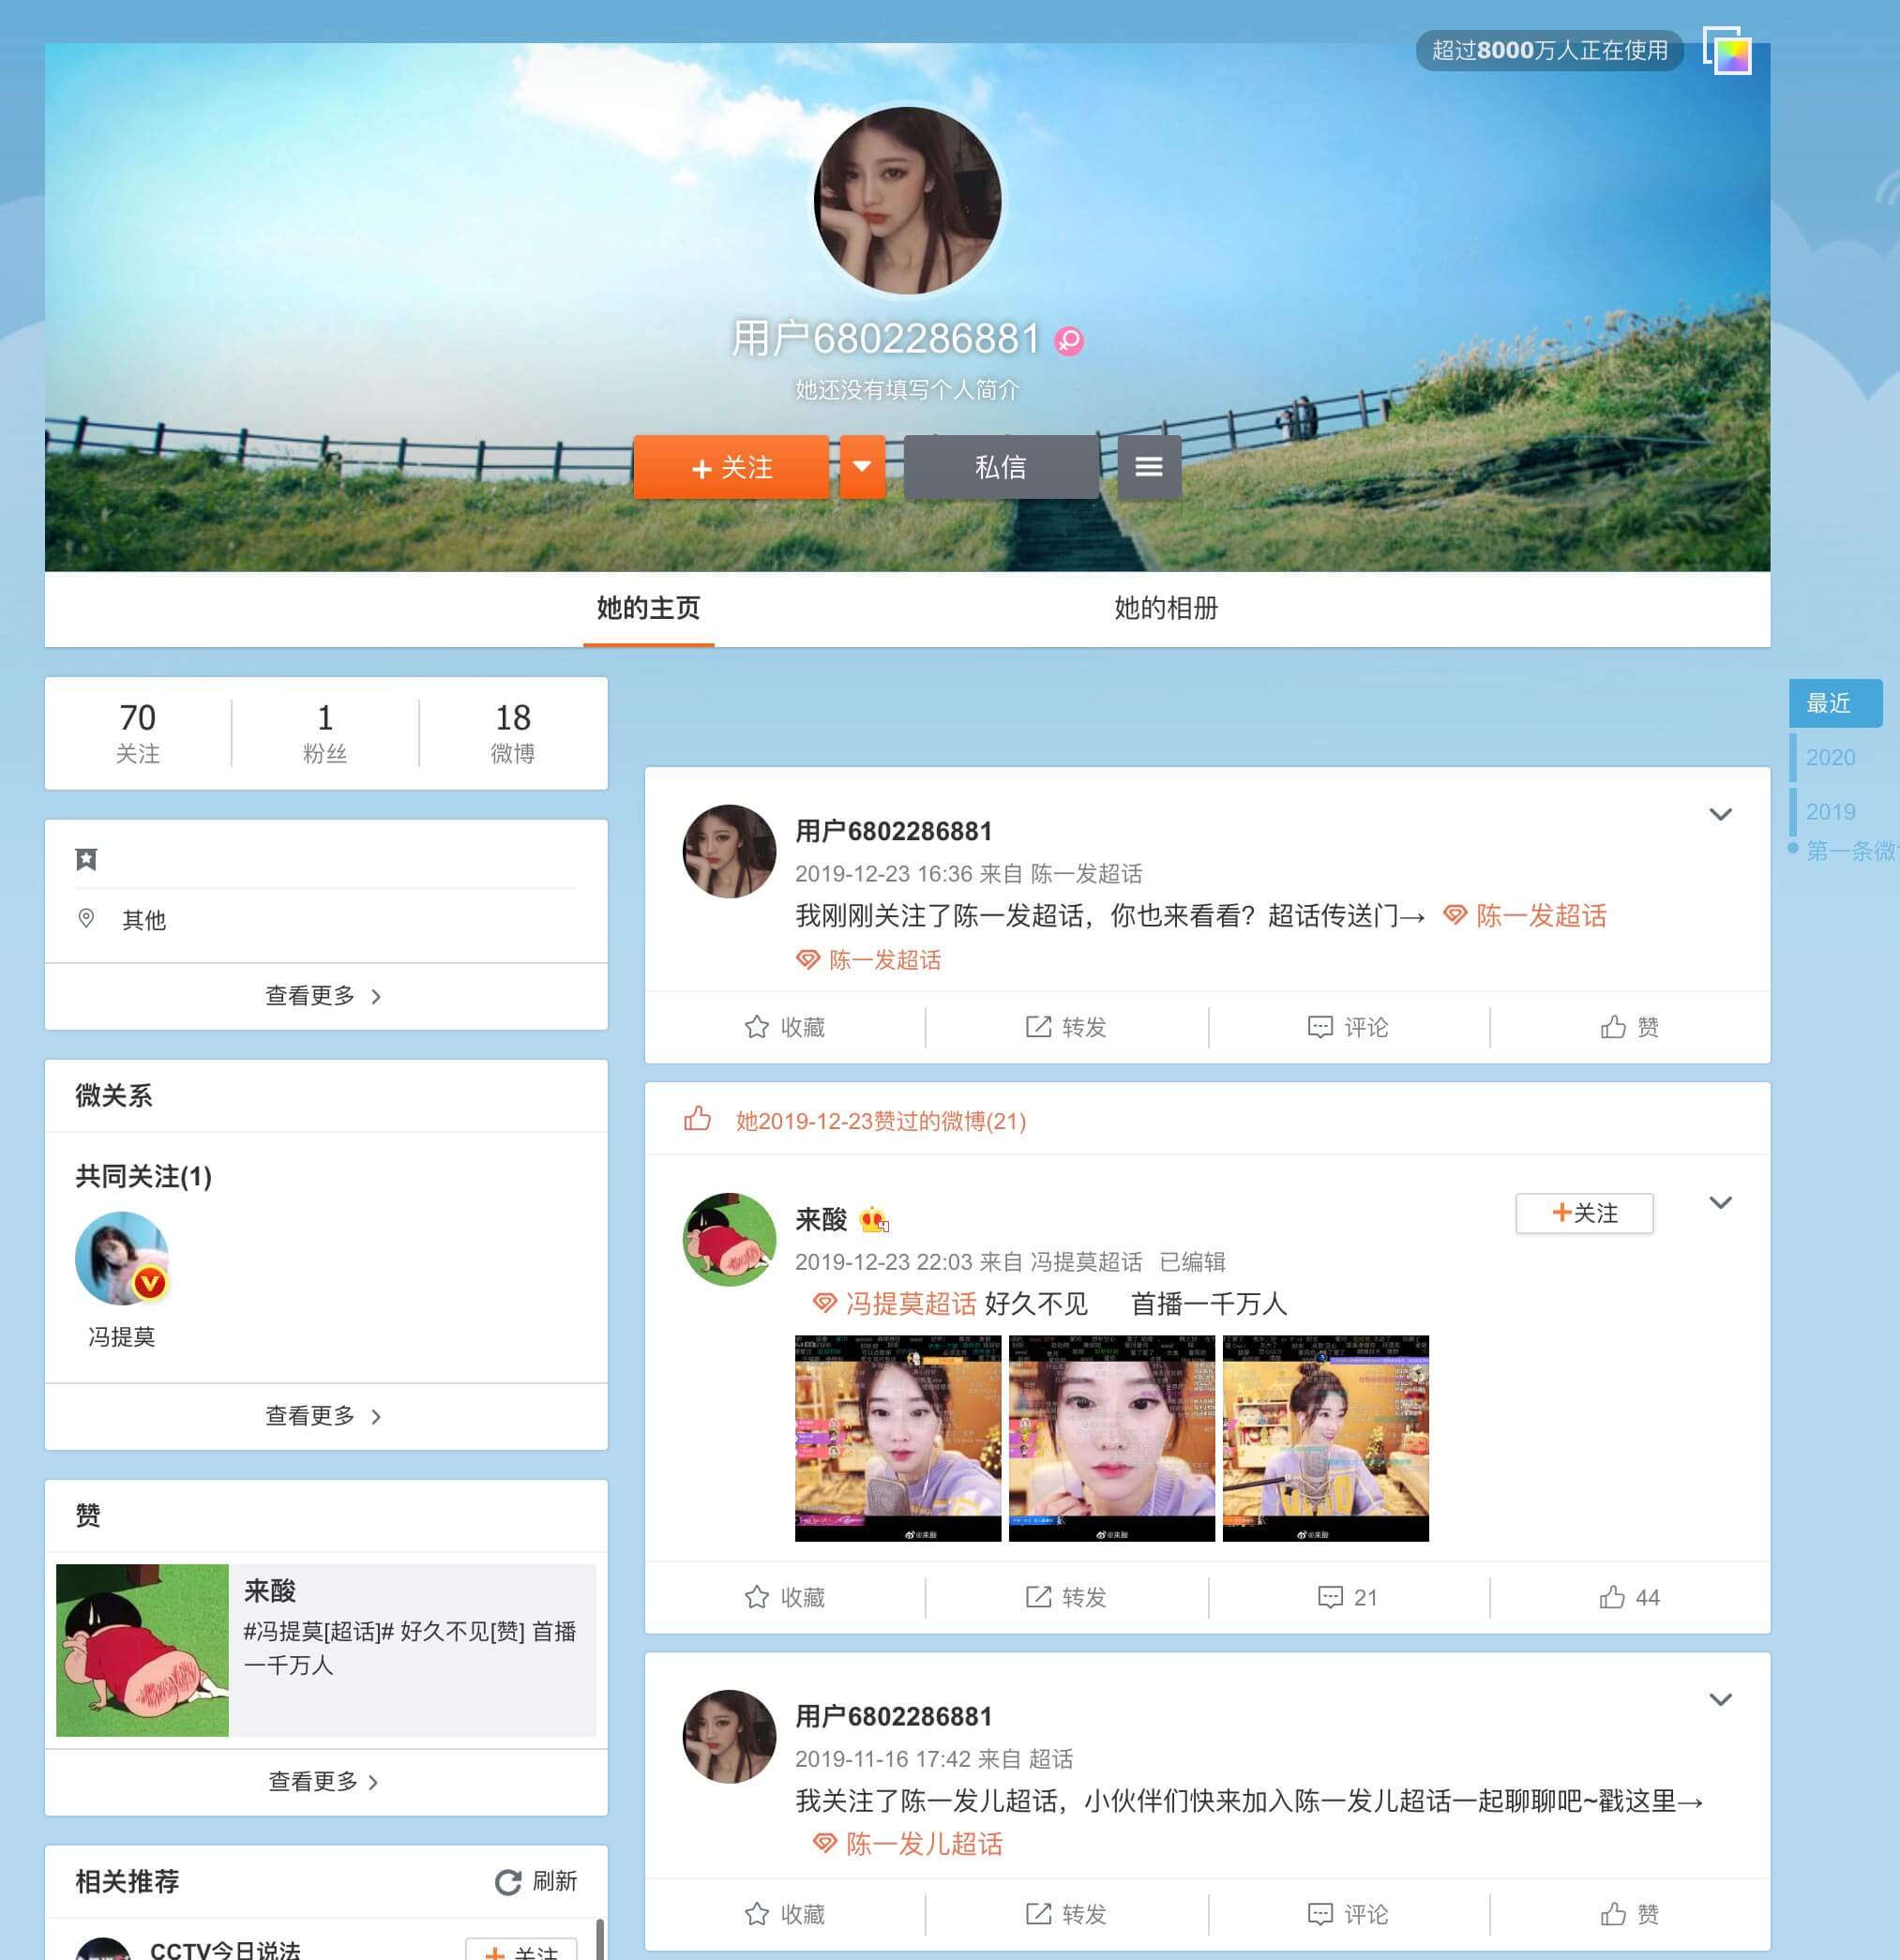 超过8000万人正在使用
用户6802286881
她还没有填写个人简介
+ 关注
私信
她的主页
她的相册
70
关注
1
粉丝
18
微博
其他
查看更多
微关系
共同关注(1)
冯提莫
查看更多
赞
来酸
#冯提莫[超话]# 好久不见[赞] 首播
一千万人
查看更多
相关推荐
刷新
CCTV今日说法
+ 关注
用户6802286881
2019-12-23 16:36 来自 陈一发超话
我刚刚关注了陈一发超话，你也来看看？超话传送门→ 陈一发超话
陈一发超话
收藏
转发
评论
赞
她2019-12-23赞过的微博(21)
来酸
+关注
2019-12-23 22:03 来自 冯提莫超话 已编辑
冯提莫超话 好久不见 首播一千万人
@来酸
@来酸
@来酸
收藏
转发
21
44
用户6802286881
2019-11-16 17:42 来自 超话
我关注了陈一发儿超话，小伙伴们快来加入陈一发儿超话一起聊聊吧~戳这里→
陈一发儿超话
收藏
转发
评论
赞
最近
2020
2019
第一条微